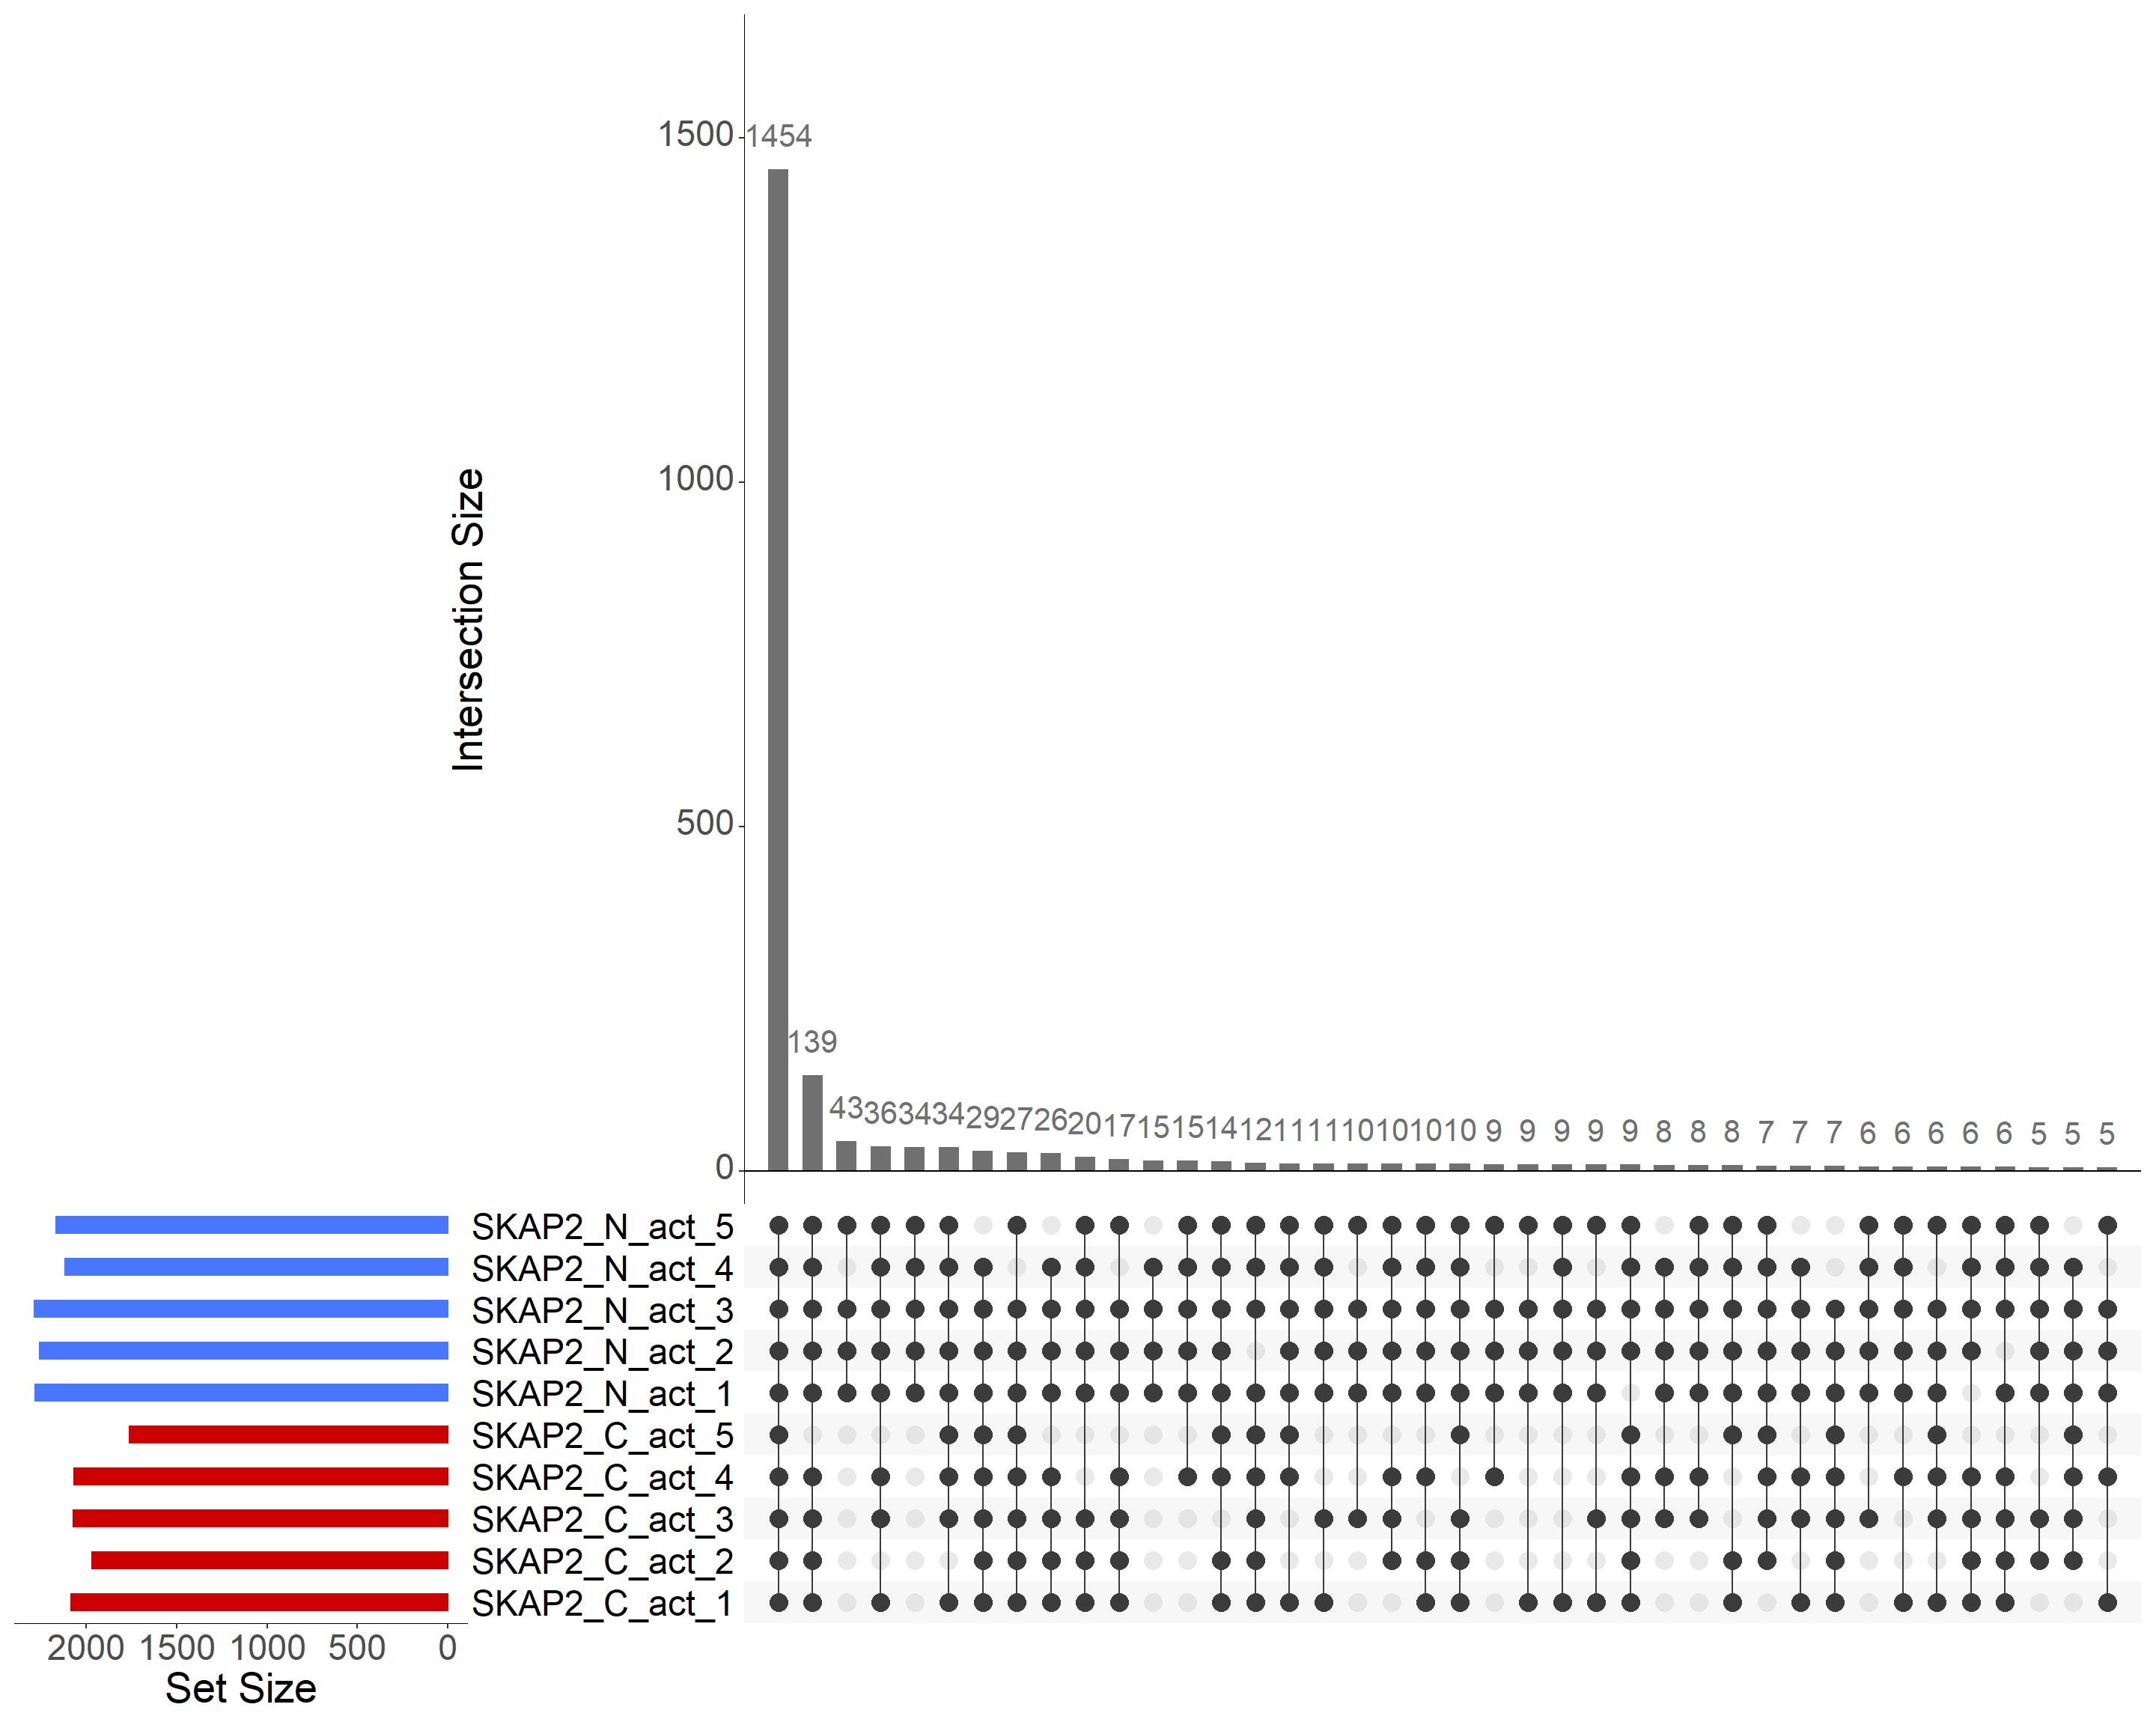 Intersection Size
1500
1000
500
0
1454
139
43 36 34 34 29 27 26 20 17 15 15 14 12 11 11 10 10 10 10 9 9 9 9 9 8 8 8 7 7 7 6 6 6 6 6 5 5 5
SKAP2_N_act_5
SKAP2_N_act_4
SKAP2_N_act_3
SKAP2_N_act_2
SKAP2_N_act_1
SKAP2_C_act_5
SKAP2_C_act_4
SKAP2_C_act_3
SKAP2_C_act_2
SKAP2_C_act_1
2000 1500 1000 500 0
Set Size